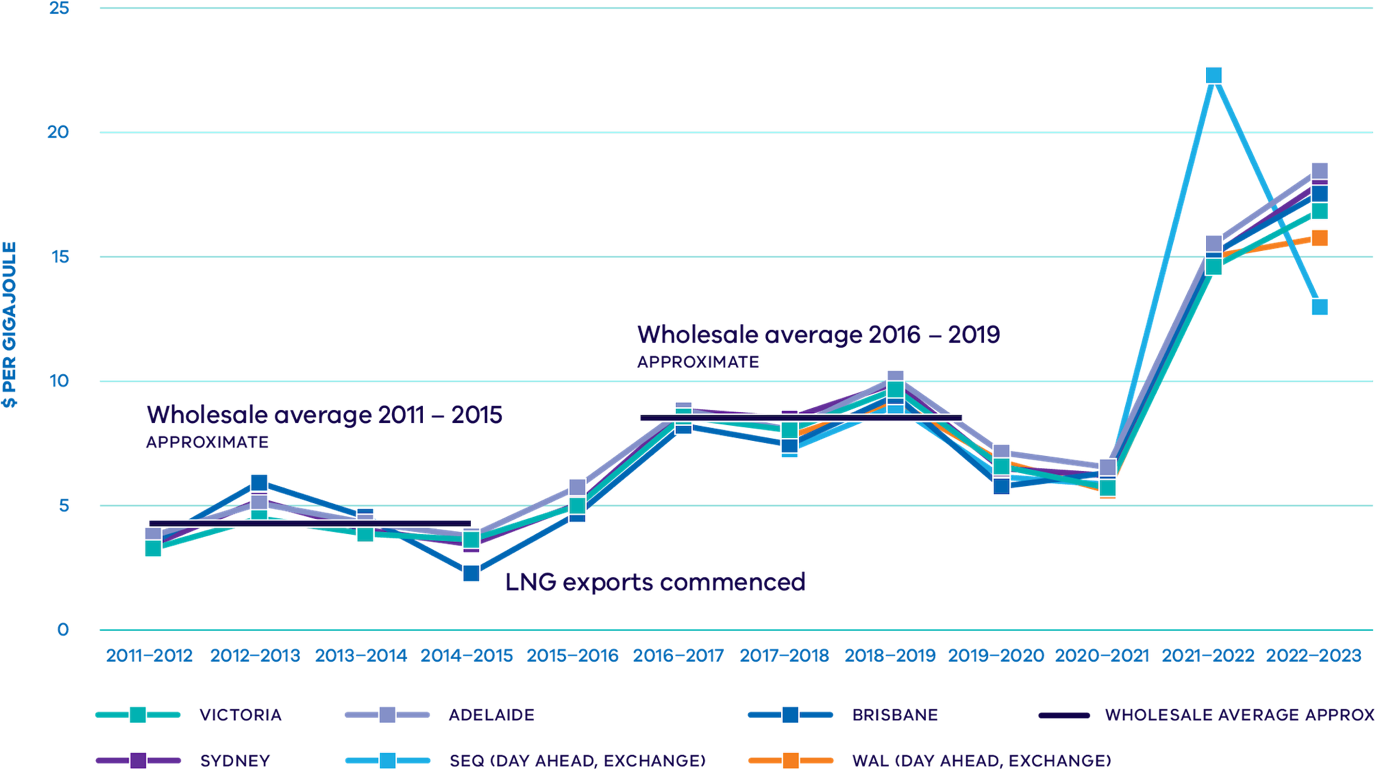 25
20
15
10
5
0
$ PER GIGAJOULE
Wholesale average 2016 – 2019
APPROXIMATE
Wholesale average 2011 – 2015
APPROXIMATE
LNG exports commenced
2011–2012 2012–2013 2013–2014 2014–2015 2015–2016 2016–2017 2017–2018 2018–2019 2019–2020 2020–2021 2021–2022 2022–2023
VICTORIA ADELAIDE BRISBANE WHOLESALE AVERAGE APPROX
SYDNEY SEQ (DAY AHEAD, EXCHANGE) WAL (DAY AHEAD, EXCHANGE)